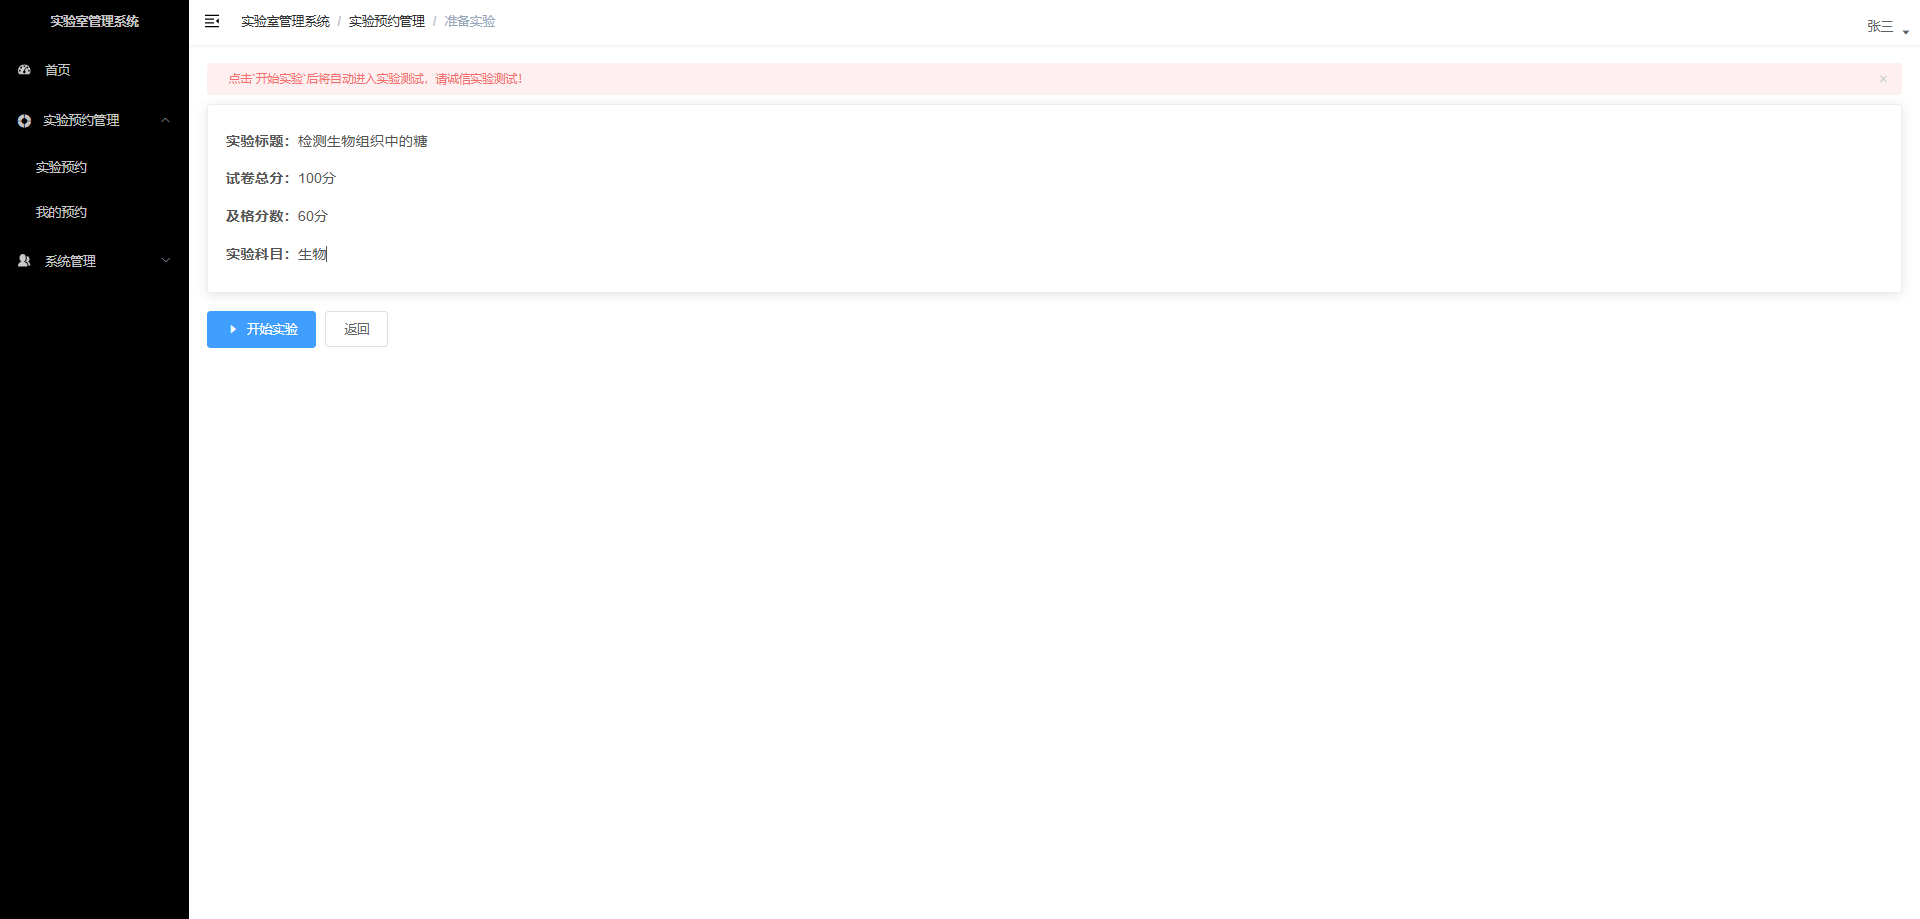 实验室管理系统
首页
实验预约管理
实验预约
我的预约
系统管理
实验室管理系统 / 实验预约管理 / 准备实验
张三
点击`开始实验`后将自动进入实验测试，请诚信实验测试！
实验标题：检测生物组织中的糖
试卷总分：100分
及格分数：60分
实验科目：生物
开始实验
返回